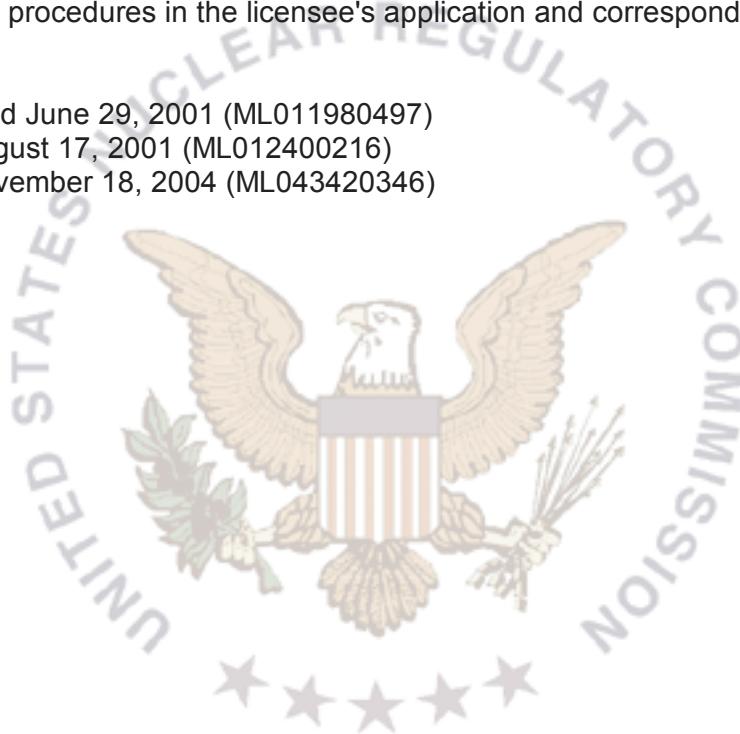 procedures in the licensee's application and correspond
d June 29, 2001 (ML011980497)
gust 17, 2001 (ML012400216)
vember 18, 2004 (ML043420346)
UNITED STATES NUCLEAR REGULATORY COMMISSION